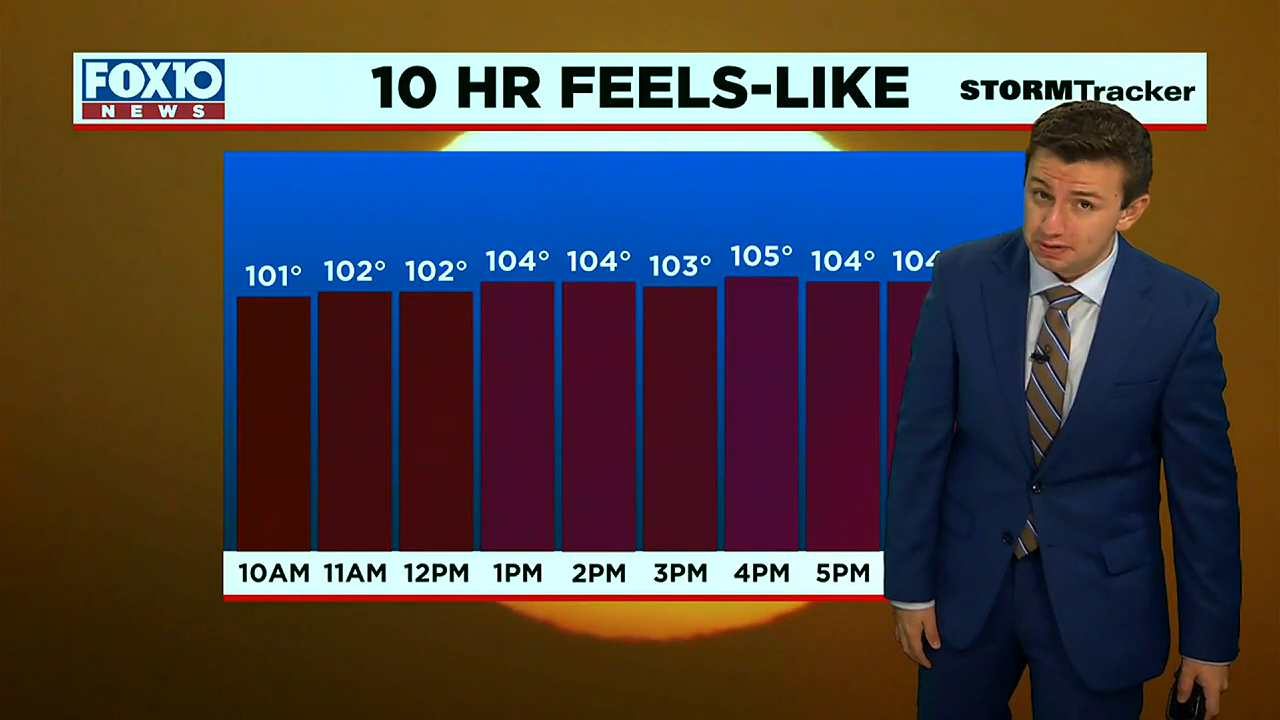 FOX10
NEWS
10 HR FEELS-LIKE
STORMTracker
101° 102° 102° 104° 104° 103° 105° 104° 104
10AM 11AM 12PM 1PM 2PM 3PM 4PM 5PM